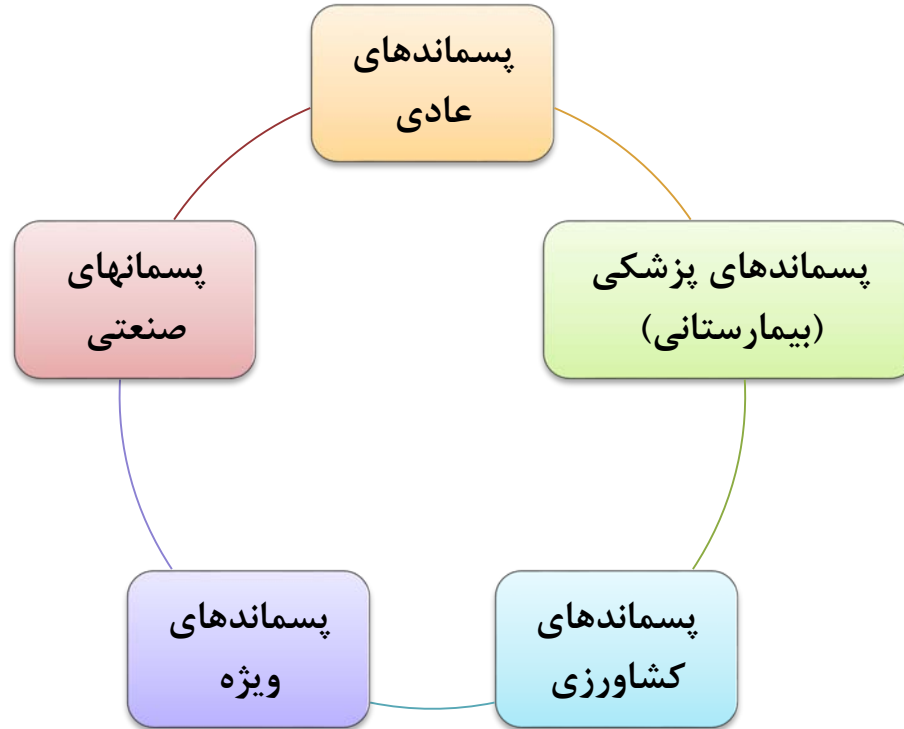 پسماندهای
عادی
پسماندهای پزشکی
(بیمارستانی)
پسماندهای
کشاورزی
پسماندهای
ویژه
پسمانهای
صنعتی